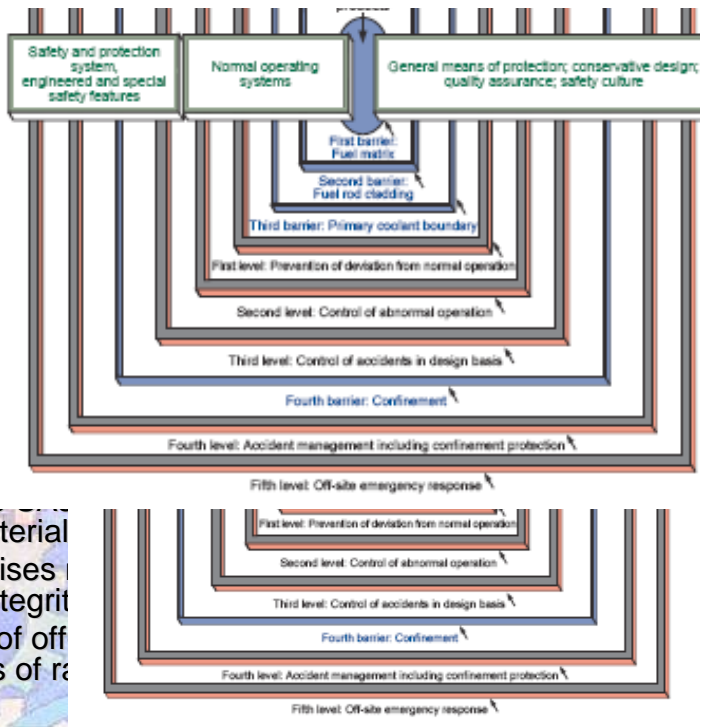 products
Safety and protection
system,
engineered and special
safety features
Normal operating
systems
General means of protection; conservative design;
quality assurance; safety culture
First barrier:
Fuel matrix
Second barrier:
Fuel rod cladding
Third barrier: Primary coolant boundary
First level: Prevention of deviation from normal operation
Second level: Control of abnormal operation
Third level: Control of accidents in design basis
Fourth barrier: Confinement
Fourth level: Accident management including confinement protection
Fifth level: Off-site emergency response
terial
ises
tegrit
of off
s of ra
First level: Prevention of deviation from normal operation
Second level: Control of abnormal operation
Third level: Control of accidents in design basis
Fourth barrier: Confinement
Fourth level: Accident management including confinement protection
Fifth level: Off-site emergency response